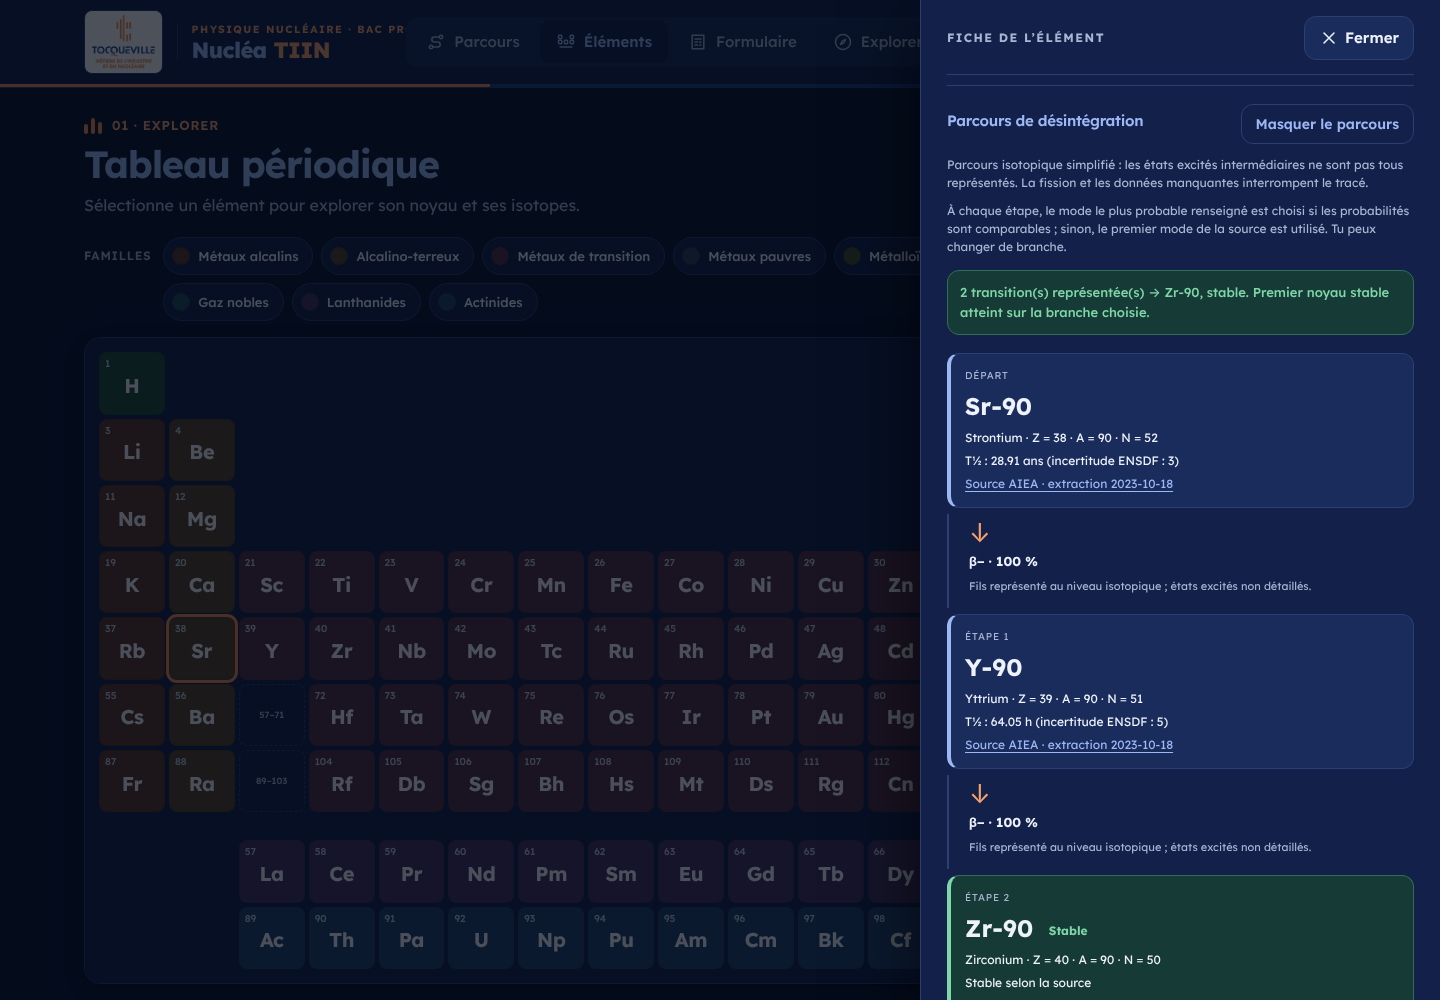 TOCQUEVILLE
PHYSIQUE NUCLÉAIRE · BAC PR
Nucléa TIIN
Parcours
Éléments
Formulaire
Explorer
01 · EXPLORER
Tableau périodique
Sélectionne un élément pour explorer son noyau et ses isotopes.
FAMILLES
Métaux alcalins
Alcalino-terreux
Métaux de transition
Métaux pauvres
Métalloï
Gaz nobles
Lanthanides
Actinides
1
H
3
Li
4
Be
11
Na
12
Mg
19
K
20
Ca
21
Sc
22
Ti
23
V
24
Cr
25
Mn
26
Fe
27
Co
28
Ni
29
Cu
30
Zn
37
Rb
38
Sr
39
Y
40
Zr
41
Nb
42
Mo
43
Tc
44
Ru
45
Rh
46
Pd
47
Ag
48
Cd
55
Cs
56
Ba
57–71
72
Hf
73
Ta
74
W
75
Re
76
Os
77
Ir
78
Pt
79
Au
80
Hg
87
Fr
88
Ra
89–103
104
Rf
105
Db
106
Sg
107
Bh
108
Hs
109
Mt
110
Ds
111
Rg
112
Cn
57
La
58
Ce
59
Pr
60
Nd
61
Pm
62
Sm
63
Eu
64
Gd
65
Tb
66
Dy
89
Ac
90
Th
91
Pa
92
U
93
Np
94
Pu
95
Am
96
Cm
97
Bk
98
Cf
FICHE DE L’ÉLÉMENT
Fermer
Parcours de désintégration
Masquer le parcours
Parcours isotopique simplifié : les états excités intermédiaires ne sont pas tous
représentés. La fission et les données manquantes interrompent le tracé.
À chaque étape, le mode le plus probable renseigné est choisi si les probabilités
sont comparables ; sinon, le premier mode de la source est utilisé. Tu peux
changer de branche.
2 transition(s) représentée(s) → Zr-90, stable. Premier noyau stable
atteint sur la branche choisie.
DÉPART
Sr-90
Strontium · Z = 38 · A = 90 · N = 52
T½ : 28.91 ans (incertitude ENSDF : 3)
Source AIEA · extraction 2023-10-18
β− · 100 %
Fils représenté au niveau isotopique ; états excités non détaillés.
ÉTAPE 1
Y-90
Yttrium · Z = 39 · A = 90 · N = 51
T½ : 64.05 h (incertitude ENSDF : 5)
Source AIEA · extraction 2023-10-18
β− · 100 %
Fils représenté au niveau isotopique ; états excités non détaillés.
ÉTAPE 2
Zr-90 Stable
Zirconium · Z = 40 · A = 90 · N = 50
Stable selon la source